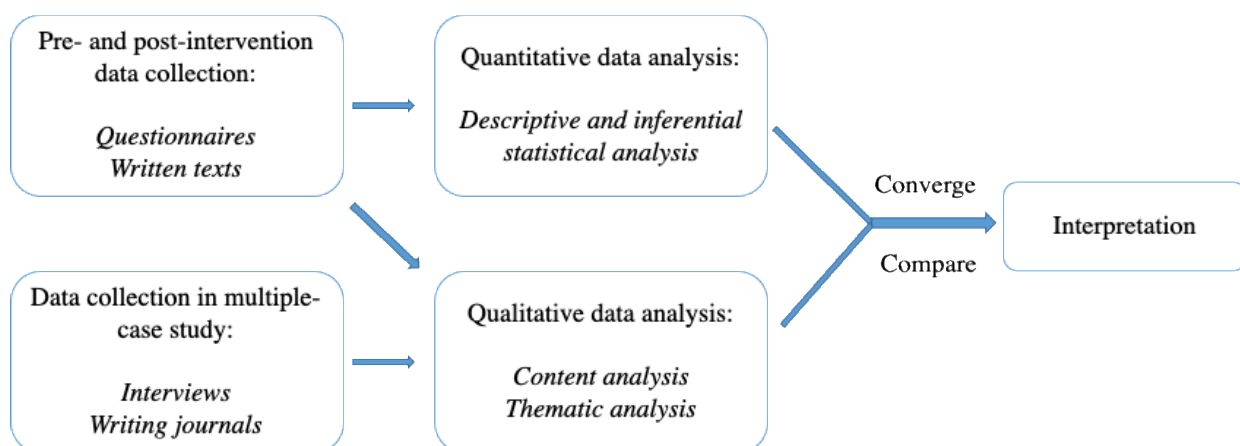 Pre- and post-intervention
data collection:
Questionnaires
Written texts
Quantitative data analysis:
Descriptive and inferential
statistical analysis
Data collection in multiple-
case study:
Interviews
Writing journals
Qualitative data analysis:
Content analysis
Thematic analysis
Converge
Compare
Interpretation